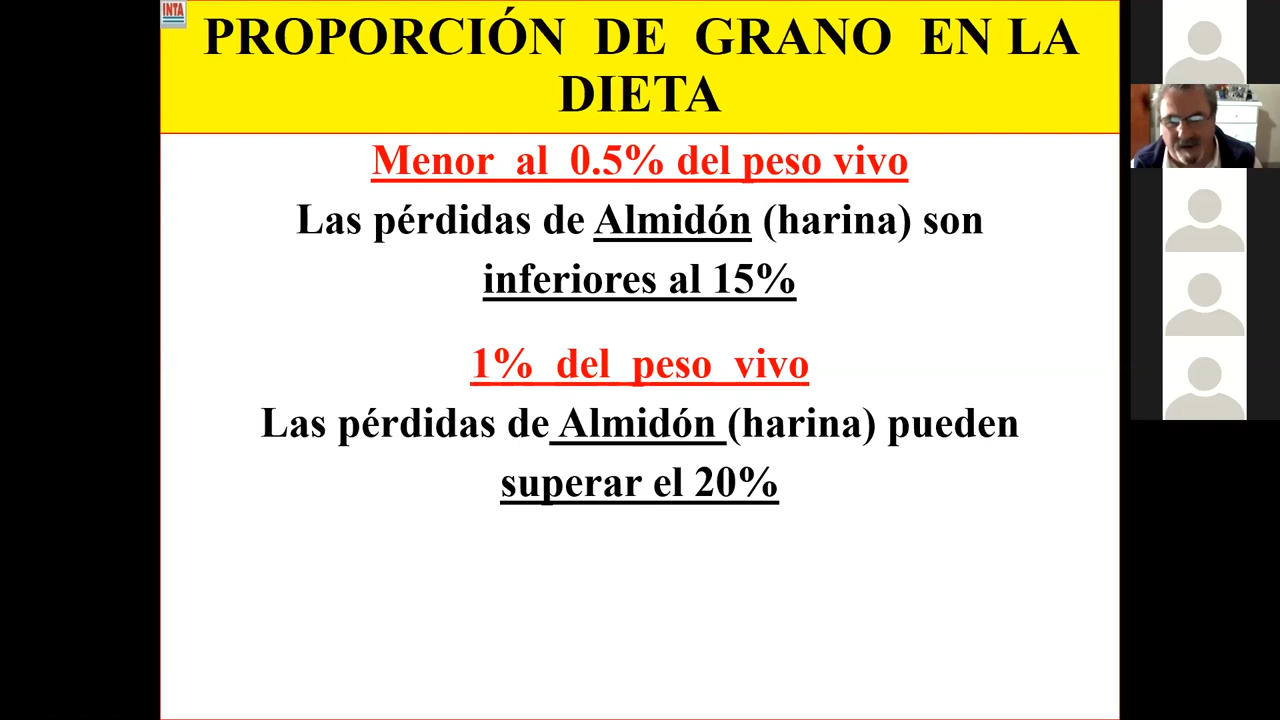 INTA
PROPORCIÓN DE GRANO EN LA
DIETA
Menor al 0.5% del peso vivo
Las pérdidas de Almidón (harina) son
inferiores al 15%
1% del peso vivo
Las pérdidas de Almidón (harina) pueden
superar el 20%